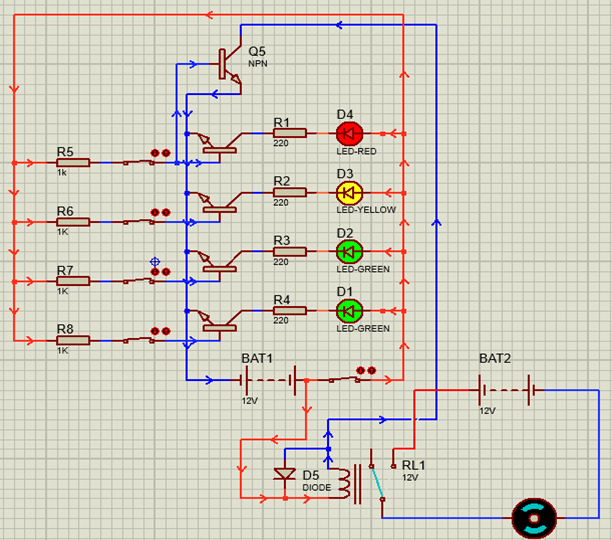 Q5
NPN
R1
220
D4
LED-RED
R5
1k
R2
220
D3
LED-YELLOW
R6
1K
R3
220
D2
LED-GREEN
R7
1K
R4
220
D1
LED-GREEN
R8
1K
BAT1
12V
BAT2
12V
D5
DIODE
RL1
12V